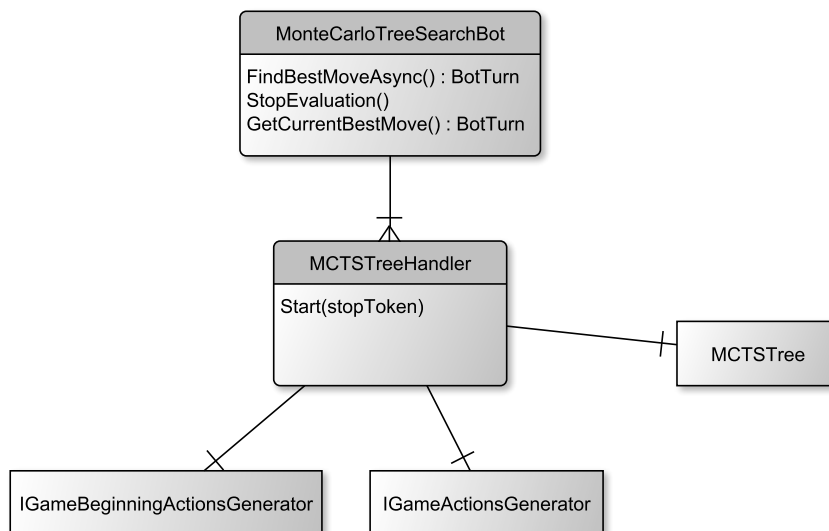 MonteCarloTreeSearchBot
FindBestMoveAsync() : BotTurn
StopEvaluation()
GetCurrentBestMove() : BotTurn
MCTSTreeHandler
Start(stopToken)
MCTSTree
IGameBeginningActionsGenerator
IGameActionsGenerator